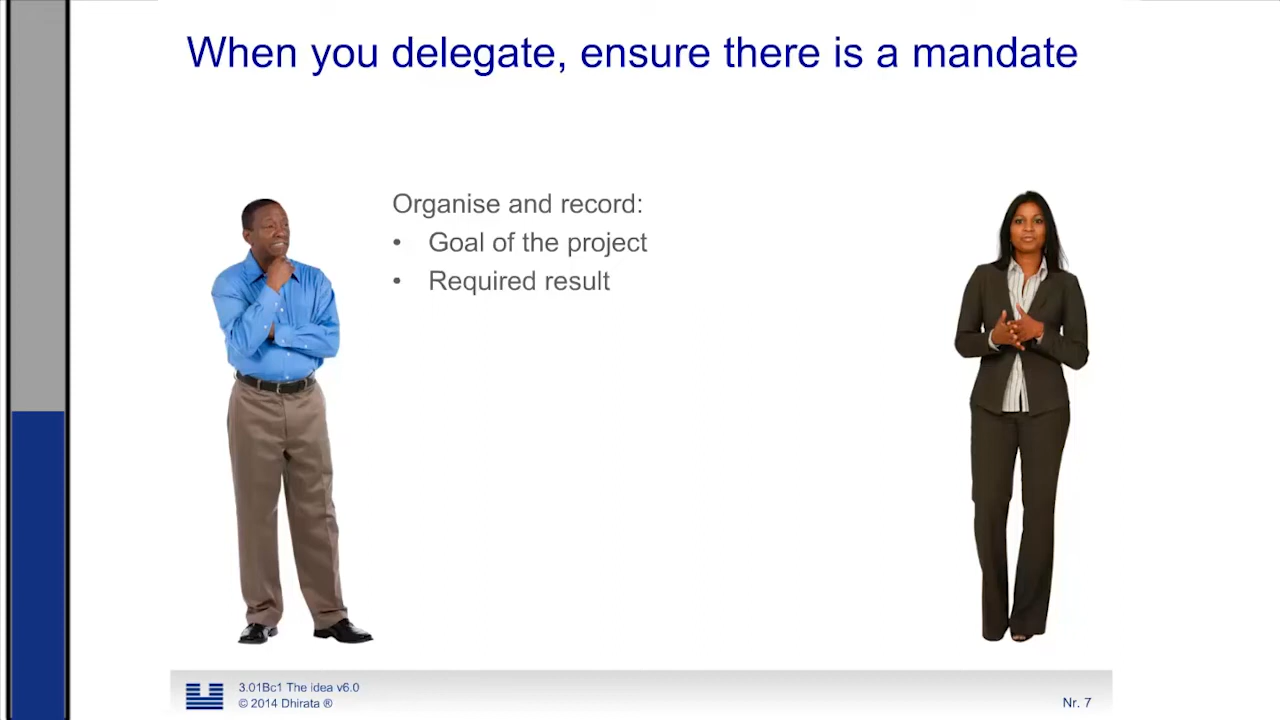 When you delegate, ensure there is a mandate
Organise and record:
• Goal of the project
• Required result
3.01Bc1 The idea v6.0
© 2014 Dhirata ®
Nr. 7